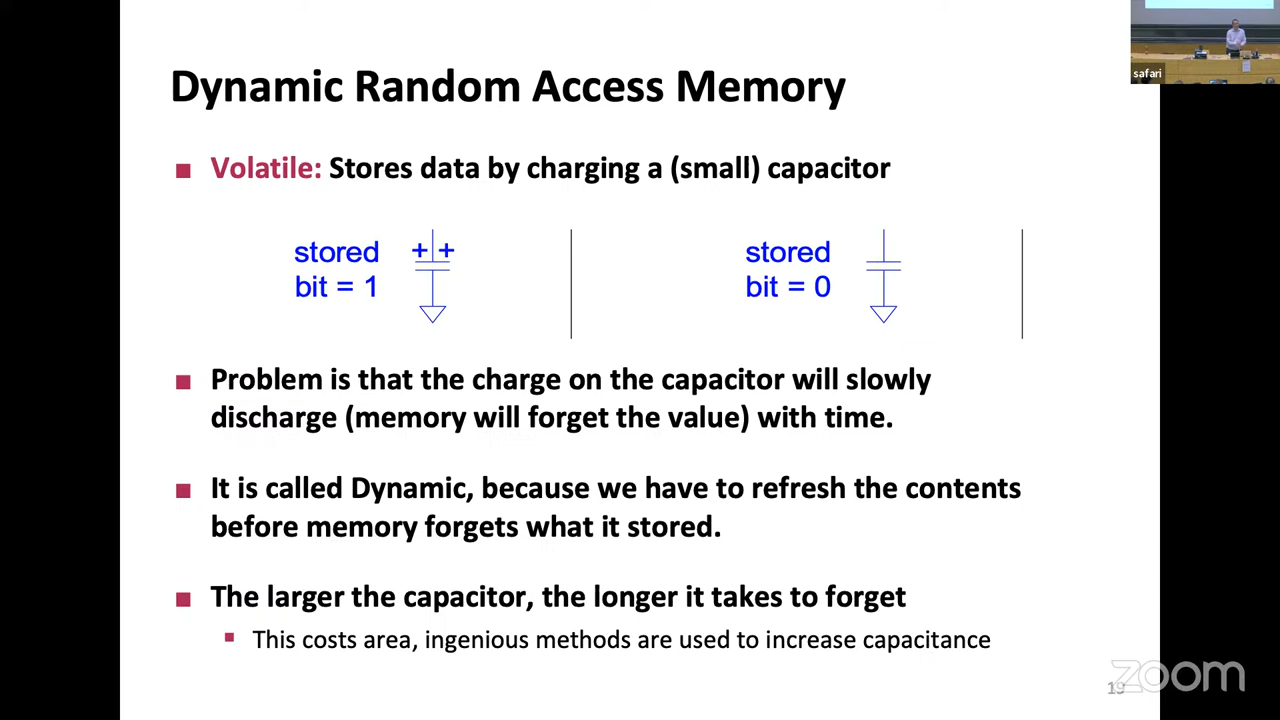 safari
Dynamic Random Access Memory
Volatile: Stores data by charging a (small) capacitor
stored
bit = 1
+ +
stored
bit = 0
Problem is that the charge on the capacitor will slowly
discharge (memory will forget the value) with time.
It is called Dynamic, because we have to refresh the contents
before memory forgets what it stored.
The larger the capacitor, the longer it takes to forget
This costs area, ingenious methods are used to increase capacitance
zoom
19